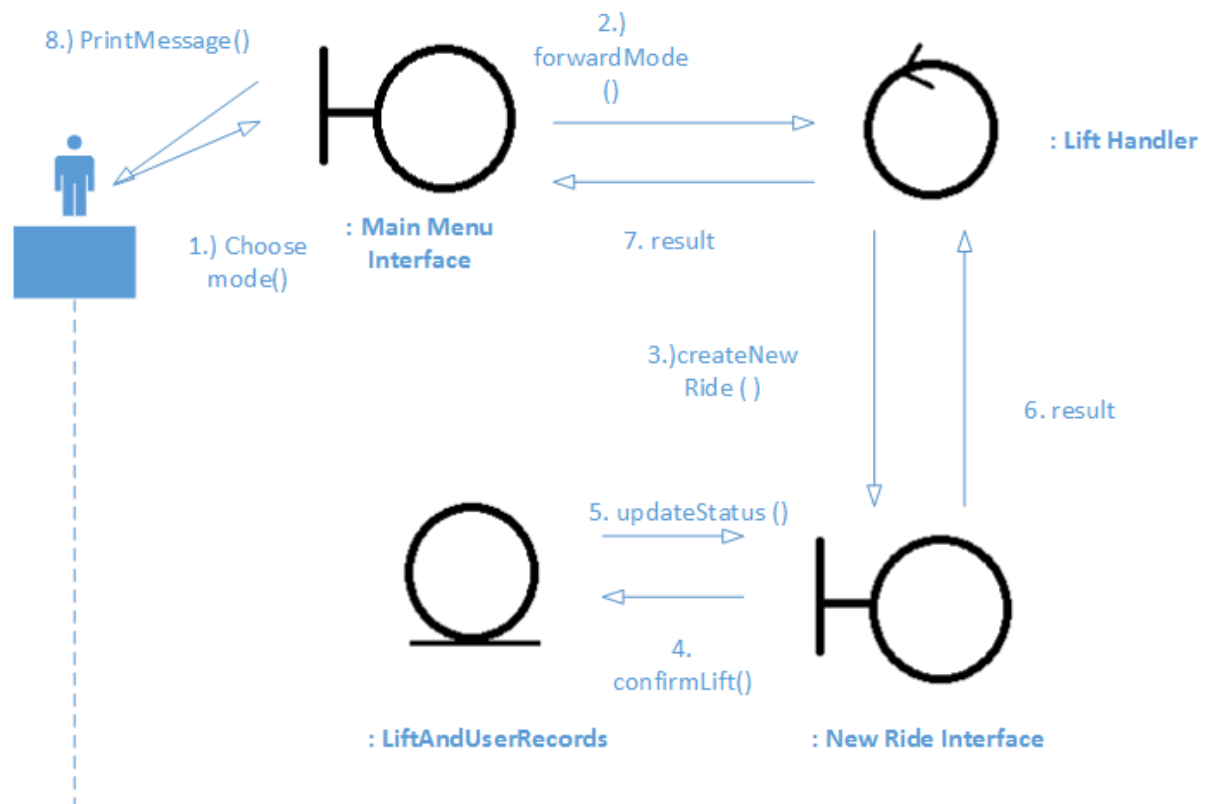 8.) PrintMessage()
2.)
forwardMode
()
: Lift Handler
: Main Menu
Interface
1.) Choose
mode()
7. result
3.)createNew
Ride ( )
6. result
5. updateStatus ()
4.
confirmLift()
: LiftAndUserRecords
: New Ride Interface